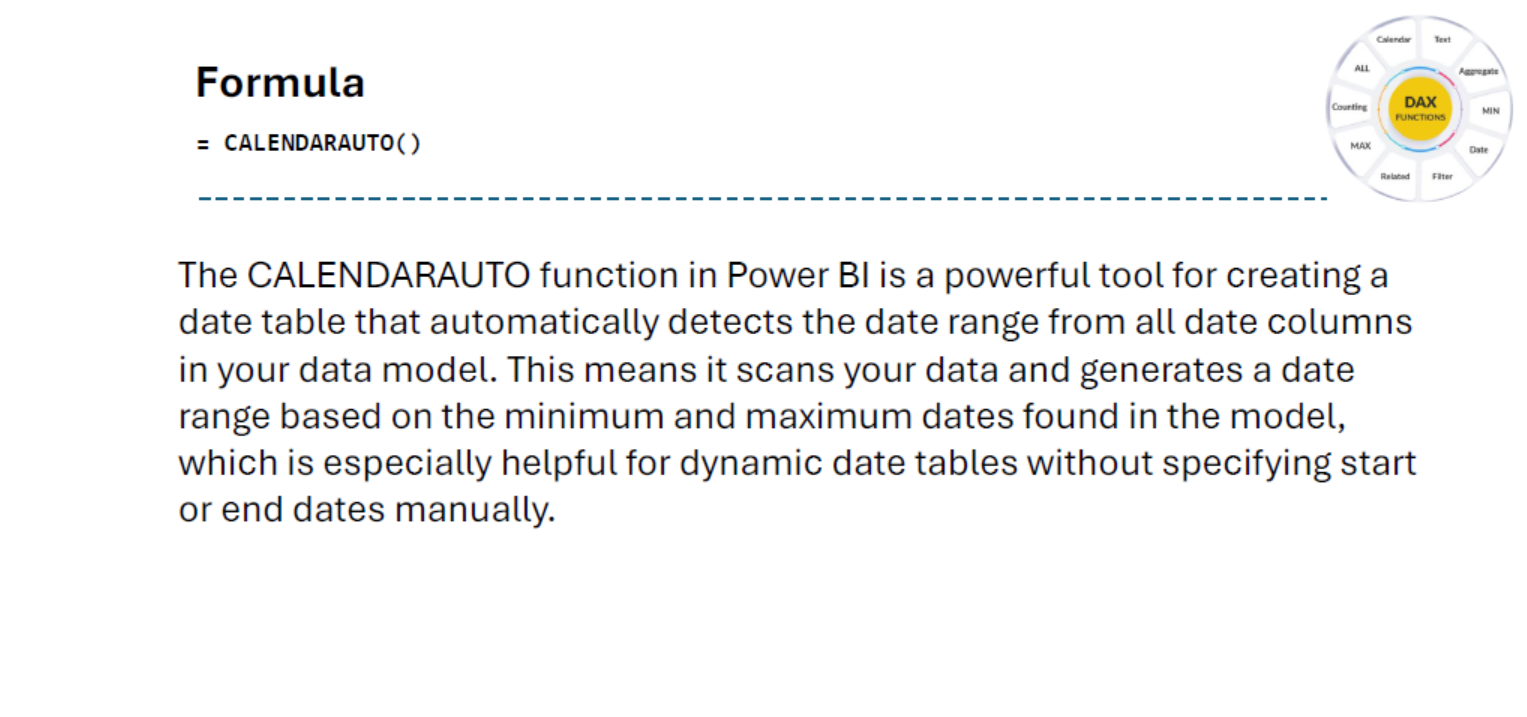 Formula
= CALENDARAUTO()
Calendar
Text
ALL
Aggregate
Counting
DAX
FUNCTIONS
MIN
MAX
Date
Related
Filter
The CALENDARAUTO function in Power BI is a powerful tool for creating a
date table that automatically detects the date range from all date columns
in your data model. This means it scans your data and generates a date
range based on the minimum and maximum dates found in the model,
which is especially helpful for dynamic date tables without specifying start
or end dates manually.